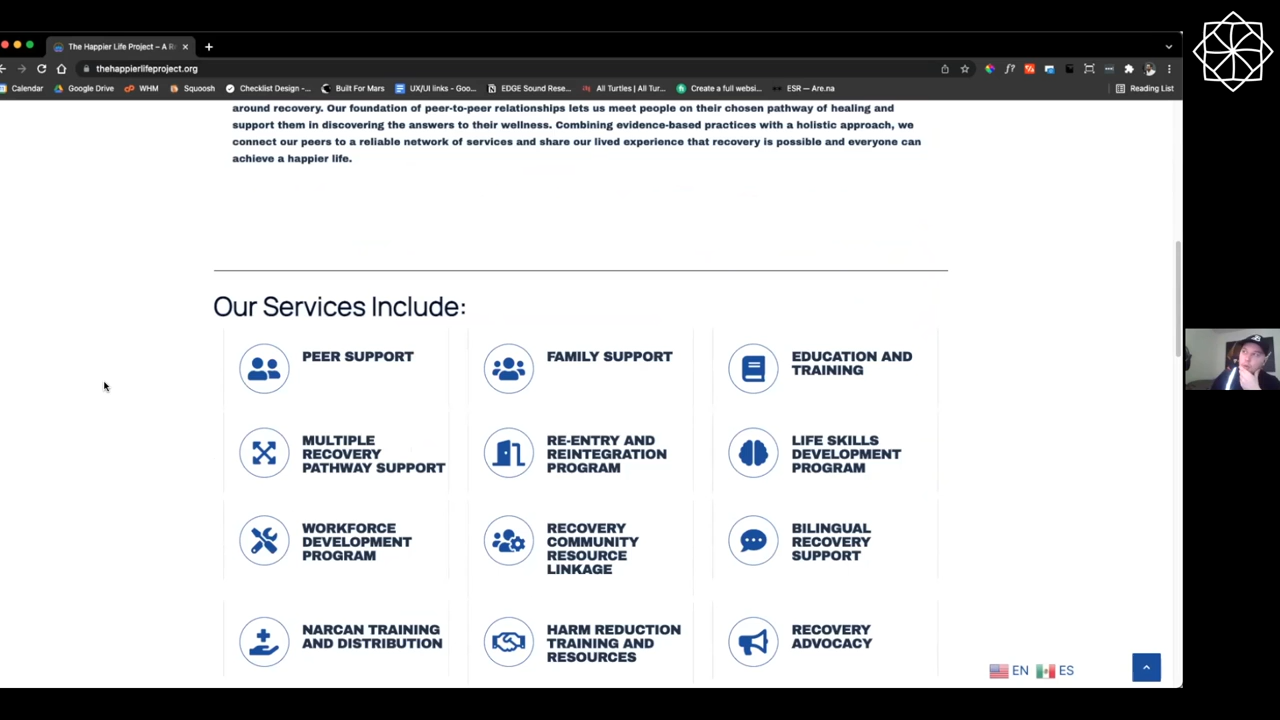 The Happier Life Project – A R
thehappierlifeproject.org
Calendar Google Drive WHM Squoosh Checklist Design -... Built For Mars UX/UI links - Goo... EDGE Sound Rese... All Turtles | All Tur... Create a full websi... ESR — Are.na Reading List
around recovery. Our foundation of peer-to-peer relationships lets us meet people on their chosen pathway of healing and
support them in discovering the answers to their wellness. Combining evidence-based practices with a holistic approach, we
connect our peers to a reliable network of services and share our lived experience that recovery is possible and everyone can
achieve a happier life.
Our Services Include:
PEER SUPPORT
FAMILY SUPPORT
EDUCATION AND
TRAINING
MULTIPLE
RECOVERY
PATHWAY SUPPORT
RE-ENTRY AND
REINTEGRATION
PROGRAM
LIFE SKILLS
DEVELOPMENT
PROGRAM
WORKFORCE
DEVELOPMENT
PROGRAM
RECOVERY
COMMUNITY
RESOURCE
LINKAGE
BILINGUAL
RECOVERY
SUPPORT
NARCAN TRAINING
AND DISTRIBUTION
HARM REDUCTION
TRAINING AND
RESOURCES
RECOVERY
ADVOCACY
EN ES